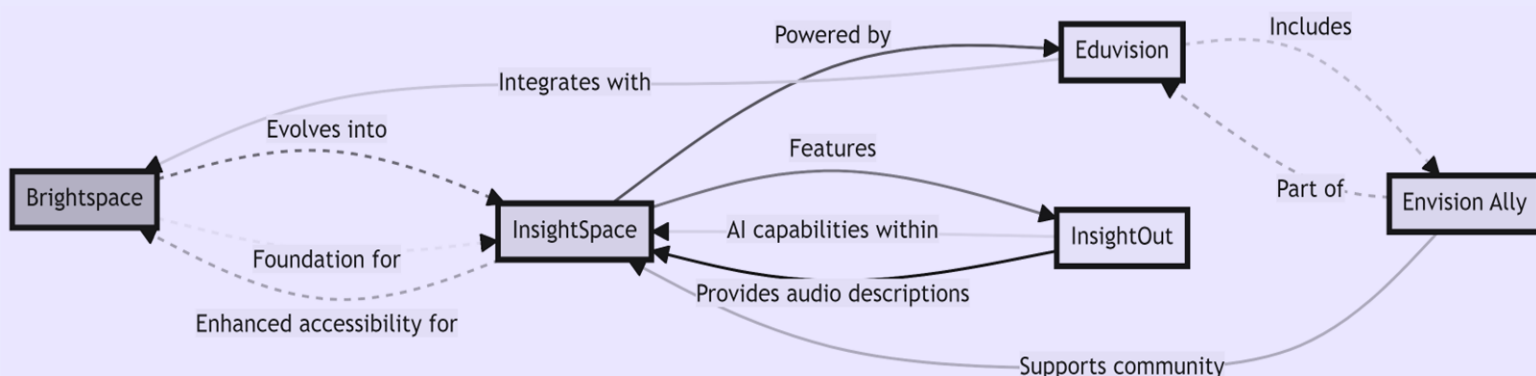 Includes
Powered by
Eduvision
Integrates with
Evolves into
Features
Part of
Brightspace
Envision Ally
InsightSpace
AI capabilities within
InsightOut
Foundation for
Provides audio descriptions
Enhanced accessibility for
Supports community